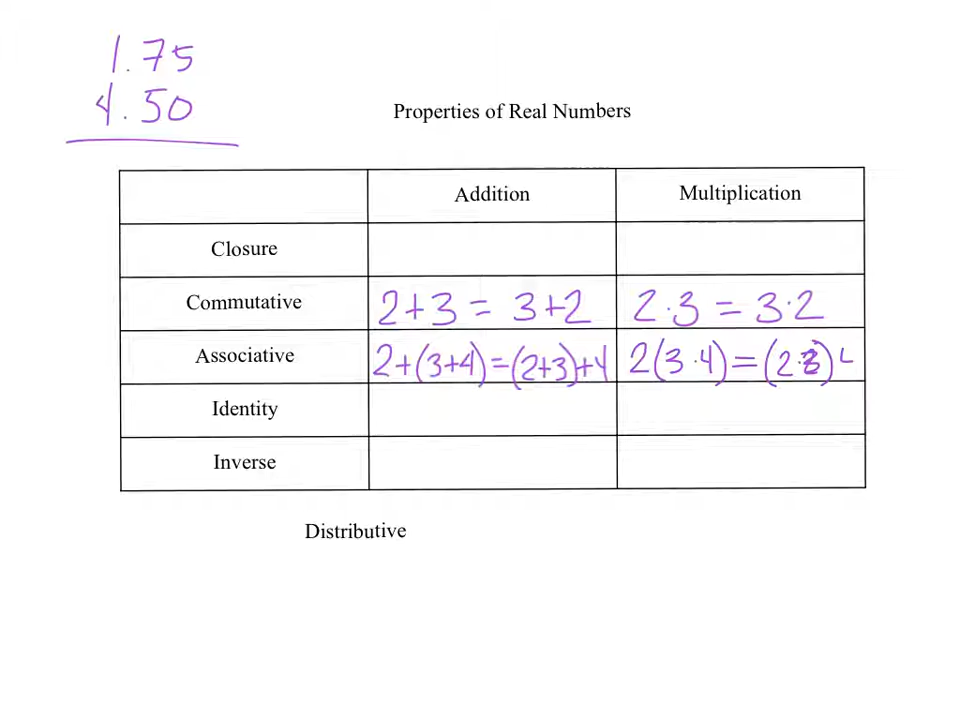 1.75
4.50
Properties of Real Numbers
Addition Multiplication
Closure
Commutative 2+3 = 3+2 2·3 = 3·2
Associative 2+(3+4)=(2+3)+4 2(3·4)=(2·3)
Identity
Inverse
Distributive